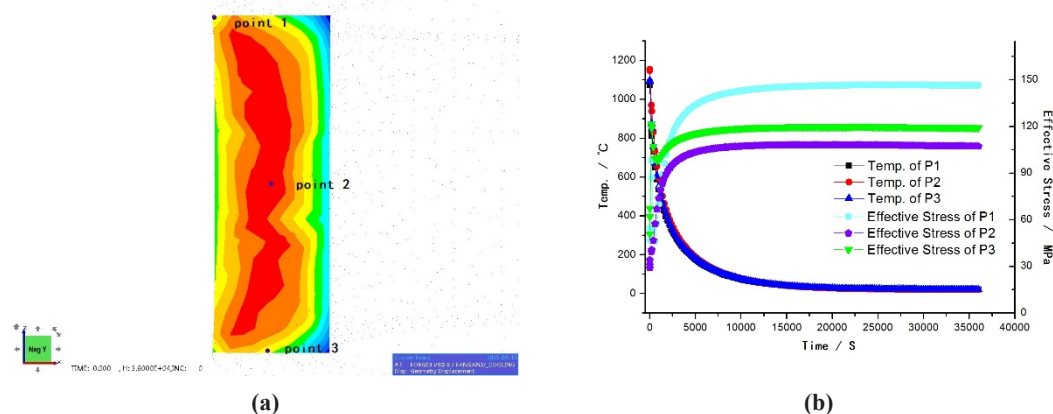 point 1
point 2
point 3
Z
X
Neg Y
TIME: 0.000
INC: 0
(a)
1200
1000
800
600
400
200
0
Temp. / °C
150
120
90
60
30
0
Effective Stress / MPa
Temp. of P1
Temp. of P2
Temp. of P3
Effective Stress of P1
Effective Stress of P2
Effective Stress of P3
0 5000 10000 15000 20000 25000 30000 35000 40000
Time / S
(b)